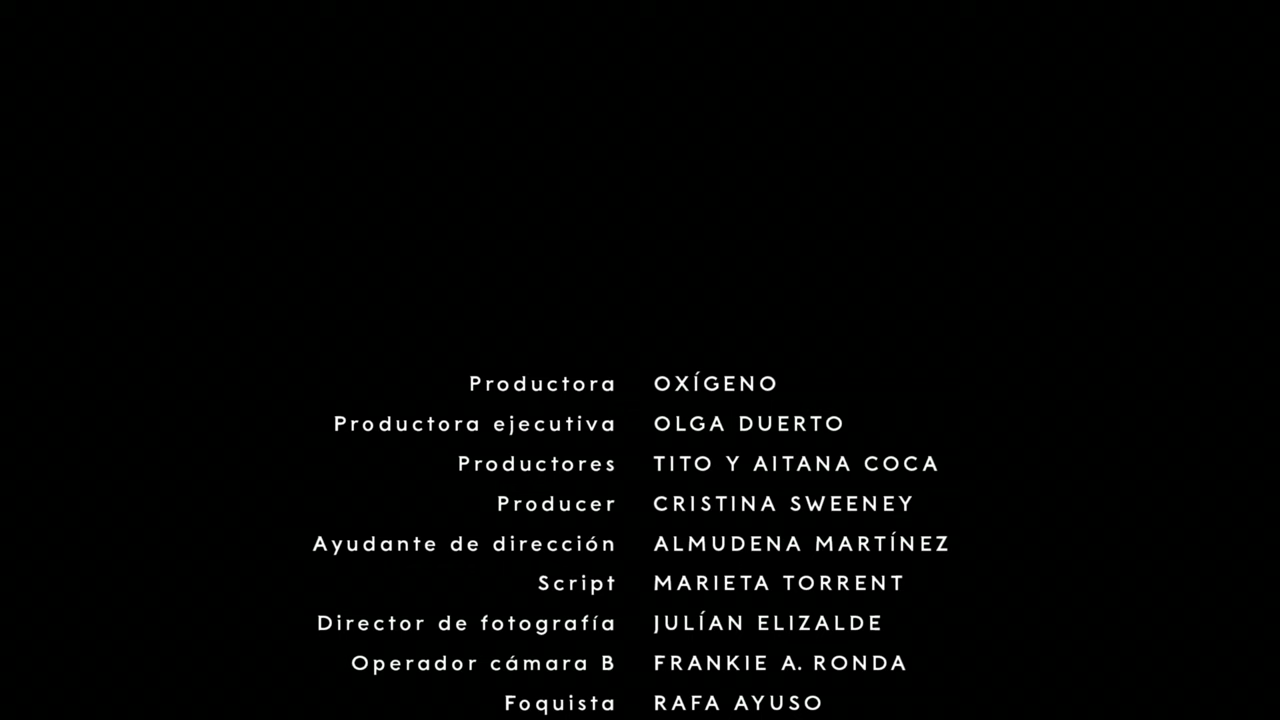 Productora OXÍGENO
Productora ejecutiva OLGA DUERTO
Productores TITO Y AITANA COCA
Producer CRISTINA SWEENEY
Ayudante de dirección ALMUDENA MARTÍNEZ
Script MARIETA TORRENT
Director de fotografía JULÍAN ELIZALDE
Operador cámara B FRANKIE A. RONDA
Foquista RAFA AYUSO